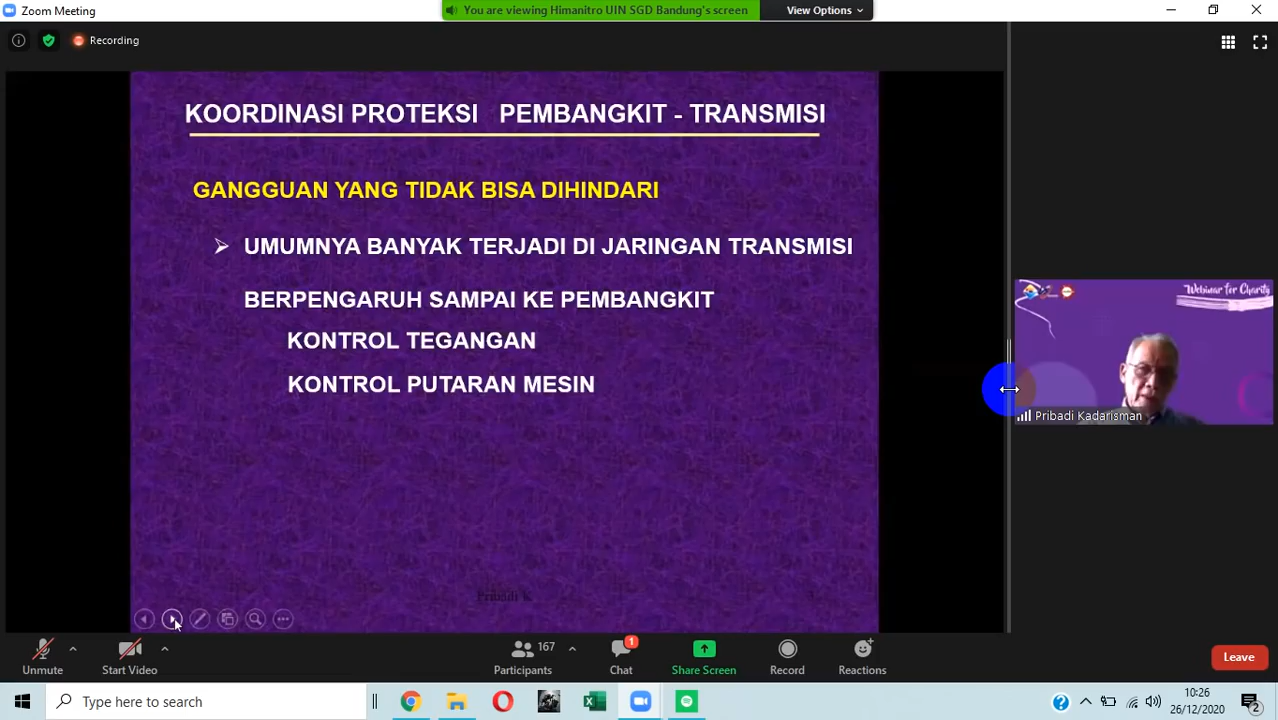 Zoom Meeting
You are viewing Himanitro UIN SGD Bandung's screen
View Options
Recording
KOORDINASI PROTEKSI PEMBANGKIT - TRANSMISI
GANGGUAN YANG TIDAK BISA DIHINDARI
➢ UMUMNYA BANYAK TERJADI DI JARINGAN TRANSMISI
BERPENGARUH SAMPAI KE PEMBANGKIT
KONTROL TEGANGAN
KONTROL PUTARAN MESIN
Pribadi K
Webinar for Charity
Pribadi Kadarisman
Unmute
Start Video
Participants
167
Chat
1
Share Screen
Record
Reactions
Leave
Type here to search
10:26
26/12/2020
2